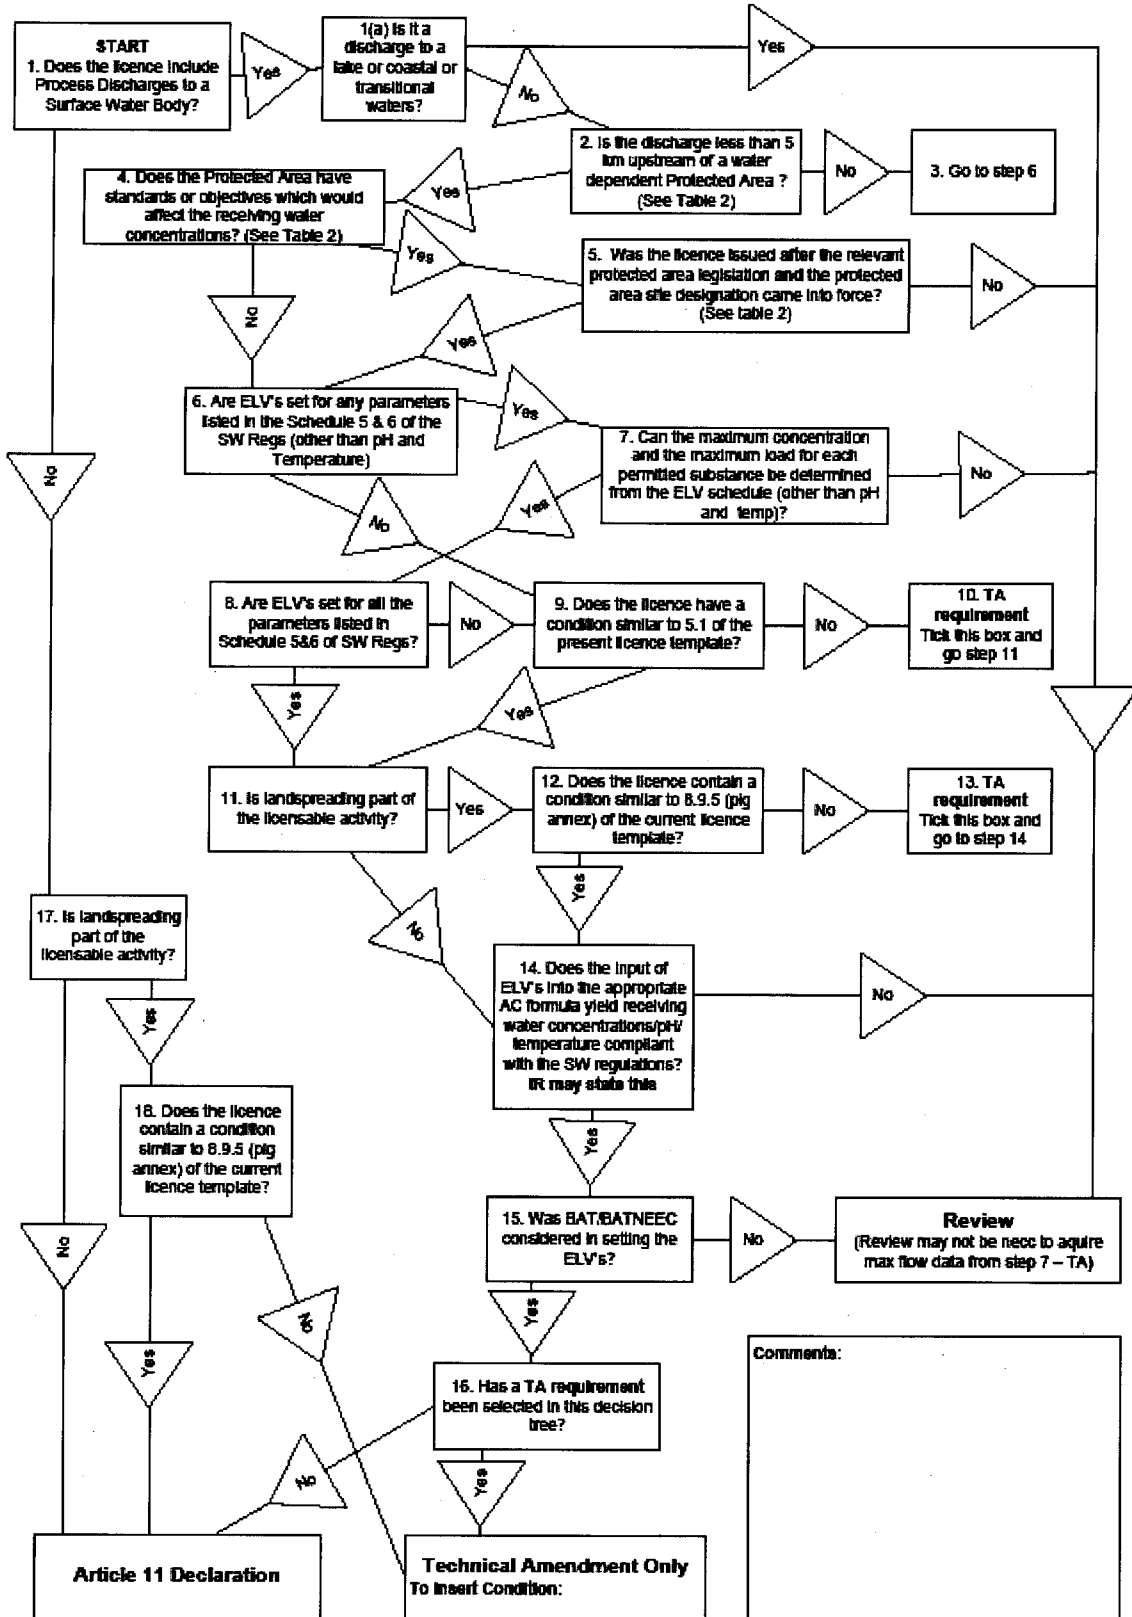 START
1. Does the licence include
Process Discharges to a
Surface Water Body?
Yes
1(a) Is it a
discharge to a
lake or coastal or
transitional
waters?
Yes
No
2. Is the discharge less than 5
km upstream of a water
dependent Protected Area ?
(See Table 2)
No
3. Go to step 6
Yes
4. Does the Protected Area have
standards or objectives which would
affect the receiving water
concentrations? (See Table 2)
Yes
No
5. Was the licence issued after the relevant
protected area legislation and the protected
area site designation came into force?
(See table 2)
No
Yes
6. Are ELV's set for any parameters
listed in the Schedule 5 & 6 of the
SW Regs (other than pH and
Temperature)
Yes
No
7. Can the maximum concentration
and the maximum load for each
permitted substance be determined
from the ELV schedule (other than pH
and temp)?
No
Yes
No
8. Are ELV's set for all the
parameters listed in
Schedule 5&6 of SW Regs?
No
9. Does the licence have a
condition similar to 5.1 of
the present licence template?
No
10. TA
requirement
Tick this box and
go step 11
Yes
Yes
11. Is landspreading part of
the licensable activity?
Yes
12. Does the licence contain a
condition similar to 8.9.5 (pig
annex) of the current licence
template?
No
13. TA
requirement
Tick this box and
go to step 14
Yes
No
17. Is landspreading
part of the
licensable activity?
14. Does the input of
ELV's into the appropriate
AC formula yield receiving
water concentrations/pH/
temperature compliant
with the SW regulations?
IR may state this
No
Yes
Yes
18. Does the licence
contain a condition
similar to 8.9.5 (pig
annex) of the current
licence template?
15. Was BAT/BATNEEC
considered in setting the
ELV's?
No
Review
(Review may not be necc to aquire
max flow data from step 7 – TA)
No
No
Yes
Yes
16. Has a TA requirement
been selected in this decision
tree?
Comments:
No
Yes
Article 11 Declaration
Technical Amendment Only
To Insert Condition: